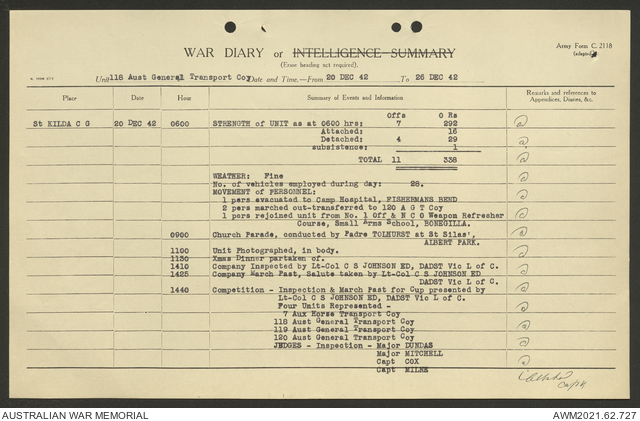 Army Form C. 2118
(adapted)
WAR DIARY or INTELLIGENCE SUMMARY
(Erase heading not required).
Unit 118 Aust General Transport Coy Date and Time.—From 20 DEC 42 To 26 DEC 42
Place Date Hour Summary of Events and Information Remarks and references to Appendices, Diaries, &c.
St KILDA C G 20 DEC 42 0600 STRENGTH of UNIT as at 0600 hrs:
Offs O Rs
7 292
Attached: 16
Detached: 4 29
subsistence: 1
TOTAL 11 338
WEATHER: Fine
No. of vehicles employed during day: 28.
MOVEMENT of PERSONNEL:
1 pers evacuated to Camp Hospital, FISHERMANS BEND
2 pers marched out-transferred to 120 A G T Coy
1 pers rejoined unit from No. 1 Off & N C O Weapon Refresher
Course, Small Arms School, BONEGILLA.
0900 Church Parade, conducted by Padre TOLHURST at St Silas',
ALBERT PARK.
1100 Unit Photographed, in body.
1130 Xmas Dinner partaken of.
1410 Company Inspected by Lt-Col C S JOHNSON ED, DADST Vic L of C.
1425 Company March Past, Salute taken by Lt-Col C S JOHNSON ED,
DADST Vic L of C.
1440 Competition - Inspection & March Past for Cup presented by
Lt-Col C S JOHNSON ED, DADST Vic L of C.
Four Units Represented -
7 Aux Horse Transport Coy
118 Aust General Transport Coy
119 Aust General Transport Coy
120 Aust General Transport Coy
JUDGES - Inspection - Major DUNDAS
Major MITCHELL
Capt COX
Capt MILNE
AUSTRALIAN WAR MEMORIAL
AWM2021.62.727